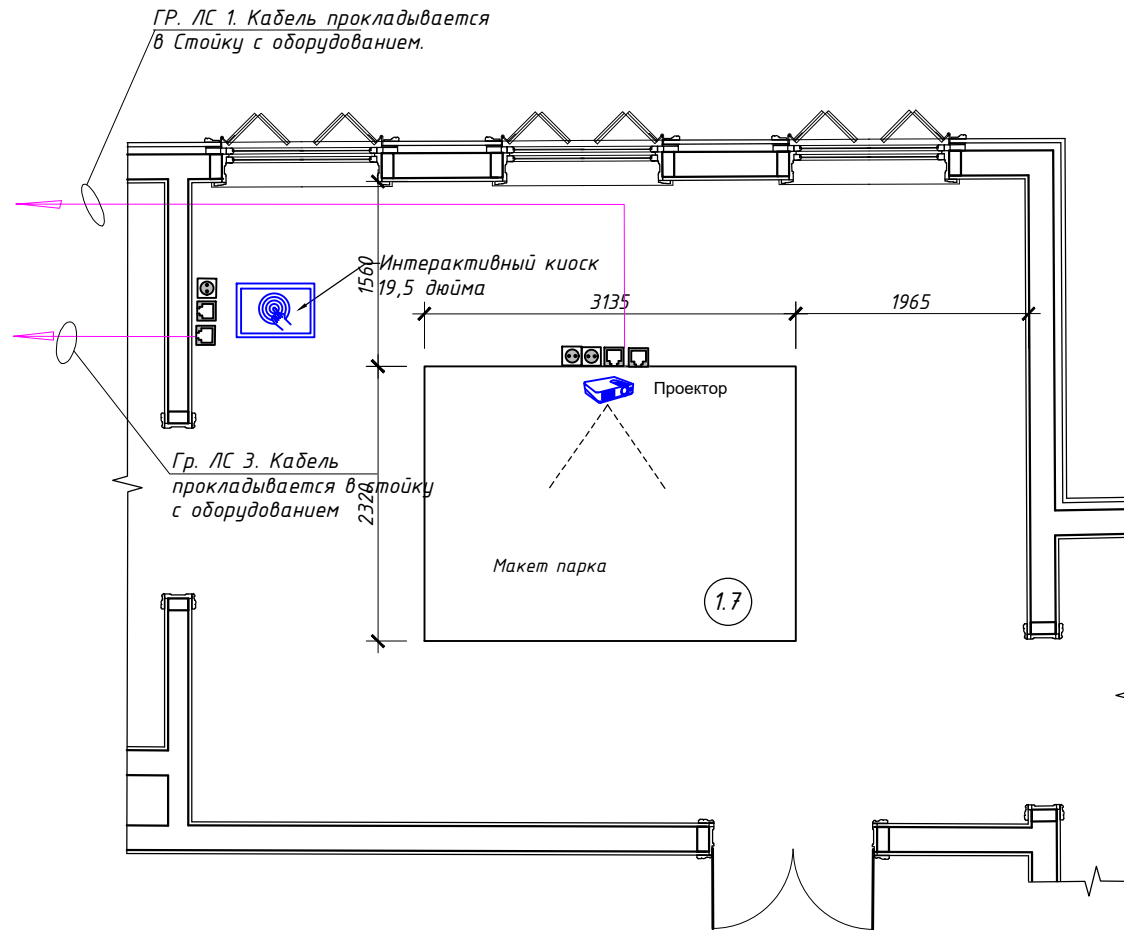 ГР. ЛС 1. Кабель прокладывается
в Стойку с оборудованием.
Интерактивный киоск
19,5 дюйма
1560
3135
1965
Проектор
Гр. ЛС 3. Кабель
прокладывается в стойку
с оборудованием
2320
Макет парка
1.7